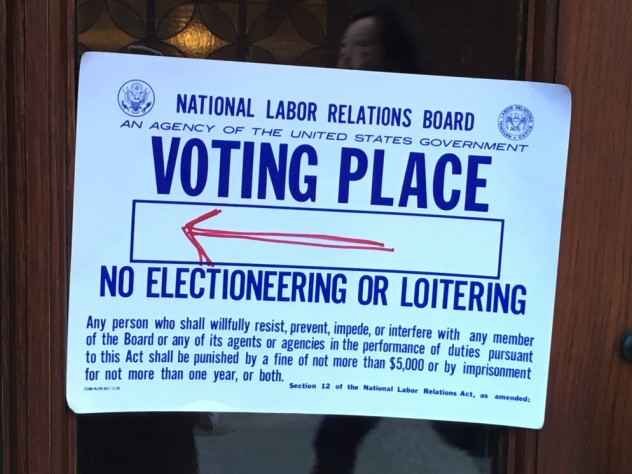 NATIONAL LABOR RELATIONS BOARD
AN AGENCY OF THE UNITED STATES GOVERNMENT
VOTING PLACE
NO ELECTIONEERING OR LOITERING
Any person who shall willfully resist, prevent, impede, or interfere with any member
of the Board or any of its agents or agencies in the performance of duties pursuant
to this Act shall be punished by a fine of not more than $5,000 or by imprisonment
for not more than one year, or both.
Section 12 of the National Labor Relations Act, as amended: